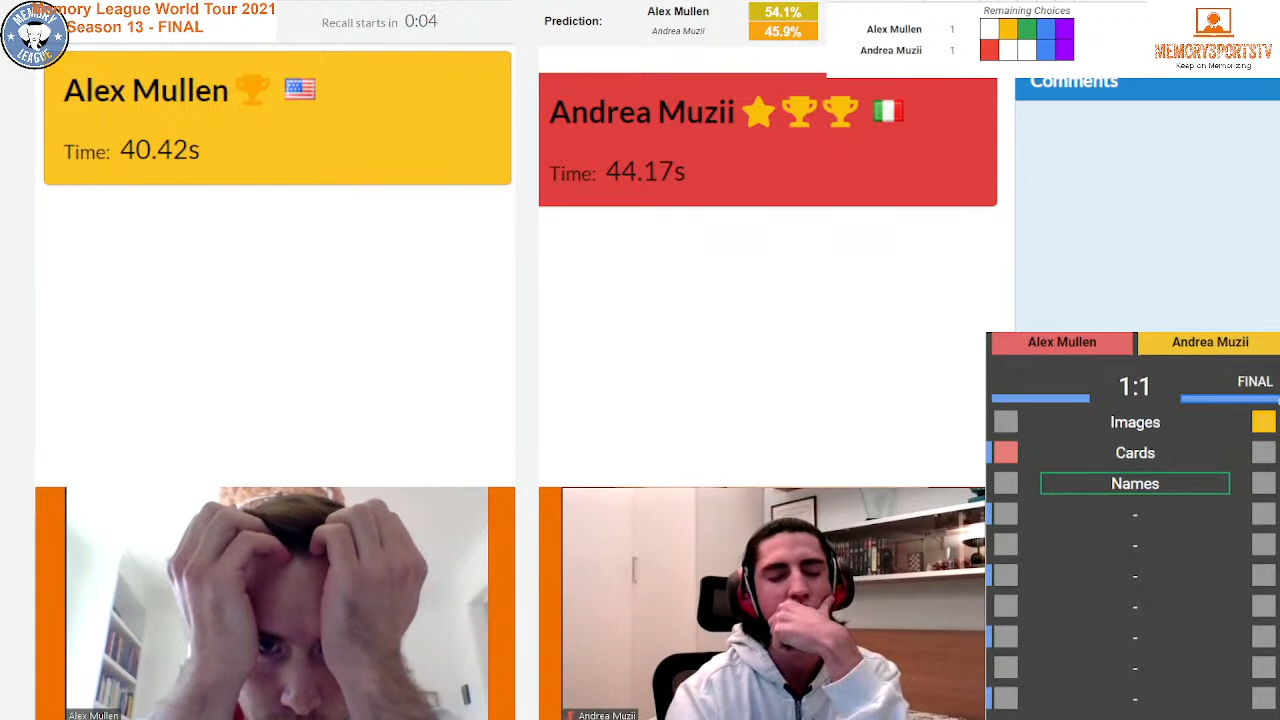 Memory League World Tour 2021
Season 13 - FINAL
MEMORY
LEAGUE
Recall starts in 0:04
Prediction:
Alex Mullen 54.1%
Andrea Muzii 45.9%
Remaining Choices
Alex Mullen 1
Andrea Muzii 1
MEMORYSPORTSTV
Keep on Memorizing
Alex Mullen
Time: 40.42s
Andrea Muzii
Time: 44.17s
Comments
Alex Mullen Andrea Muzii
1:1 FINAL
Images
Cards
Names
-
-
-
-
-
-
-
Alex Mullen
Andrea Muzii